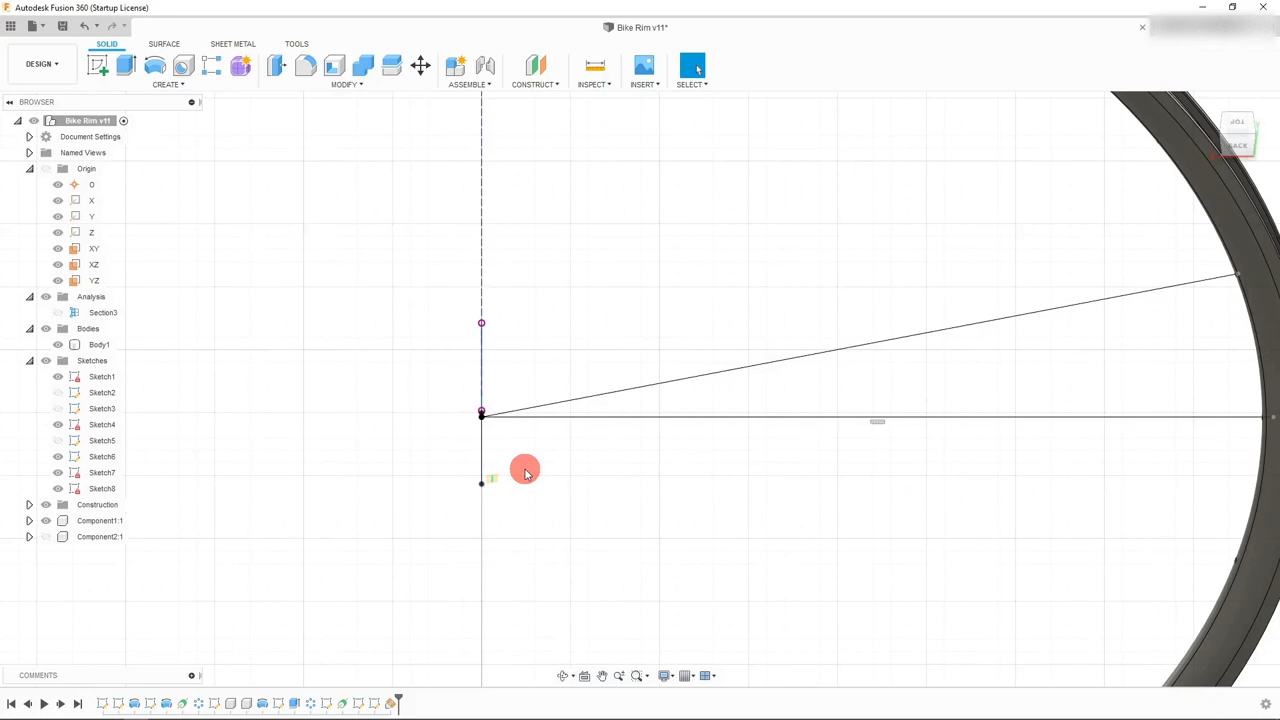 Autodesk Fusion 360 (Startup License)
Bike Rim v11*
DESIGN
SOLID SURFACE SHEET METAL TOOLS
CREATE MODIFY ASSEMBLE CONSTRUCT INSPECT INSERT SELECT
BROWSER
Bike Rim v11
Document Settings
Named Views
Origin
O
X
Y
Z
XY
XZ
YZ
Analysis
Section3
Bodies
Body1
Sketches
Sketch1
Sketch2
Sketch3
Sketch4
Sketch5
Sketch6
Sketch7
Sketch8
Construction
Component1:1
Component2:1
TOP
BACK
COMMENTS